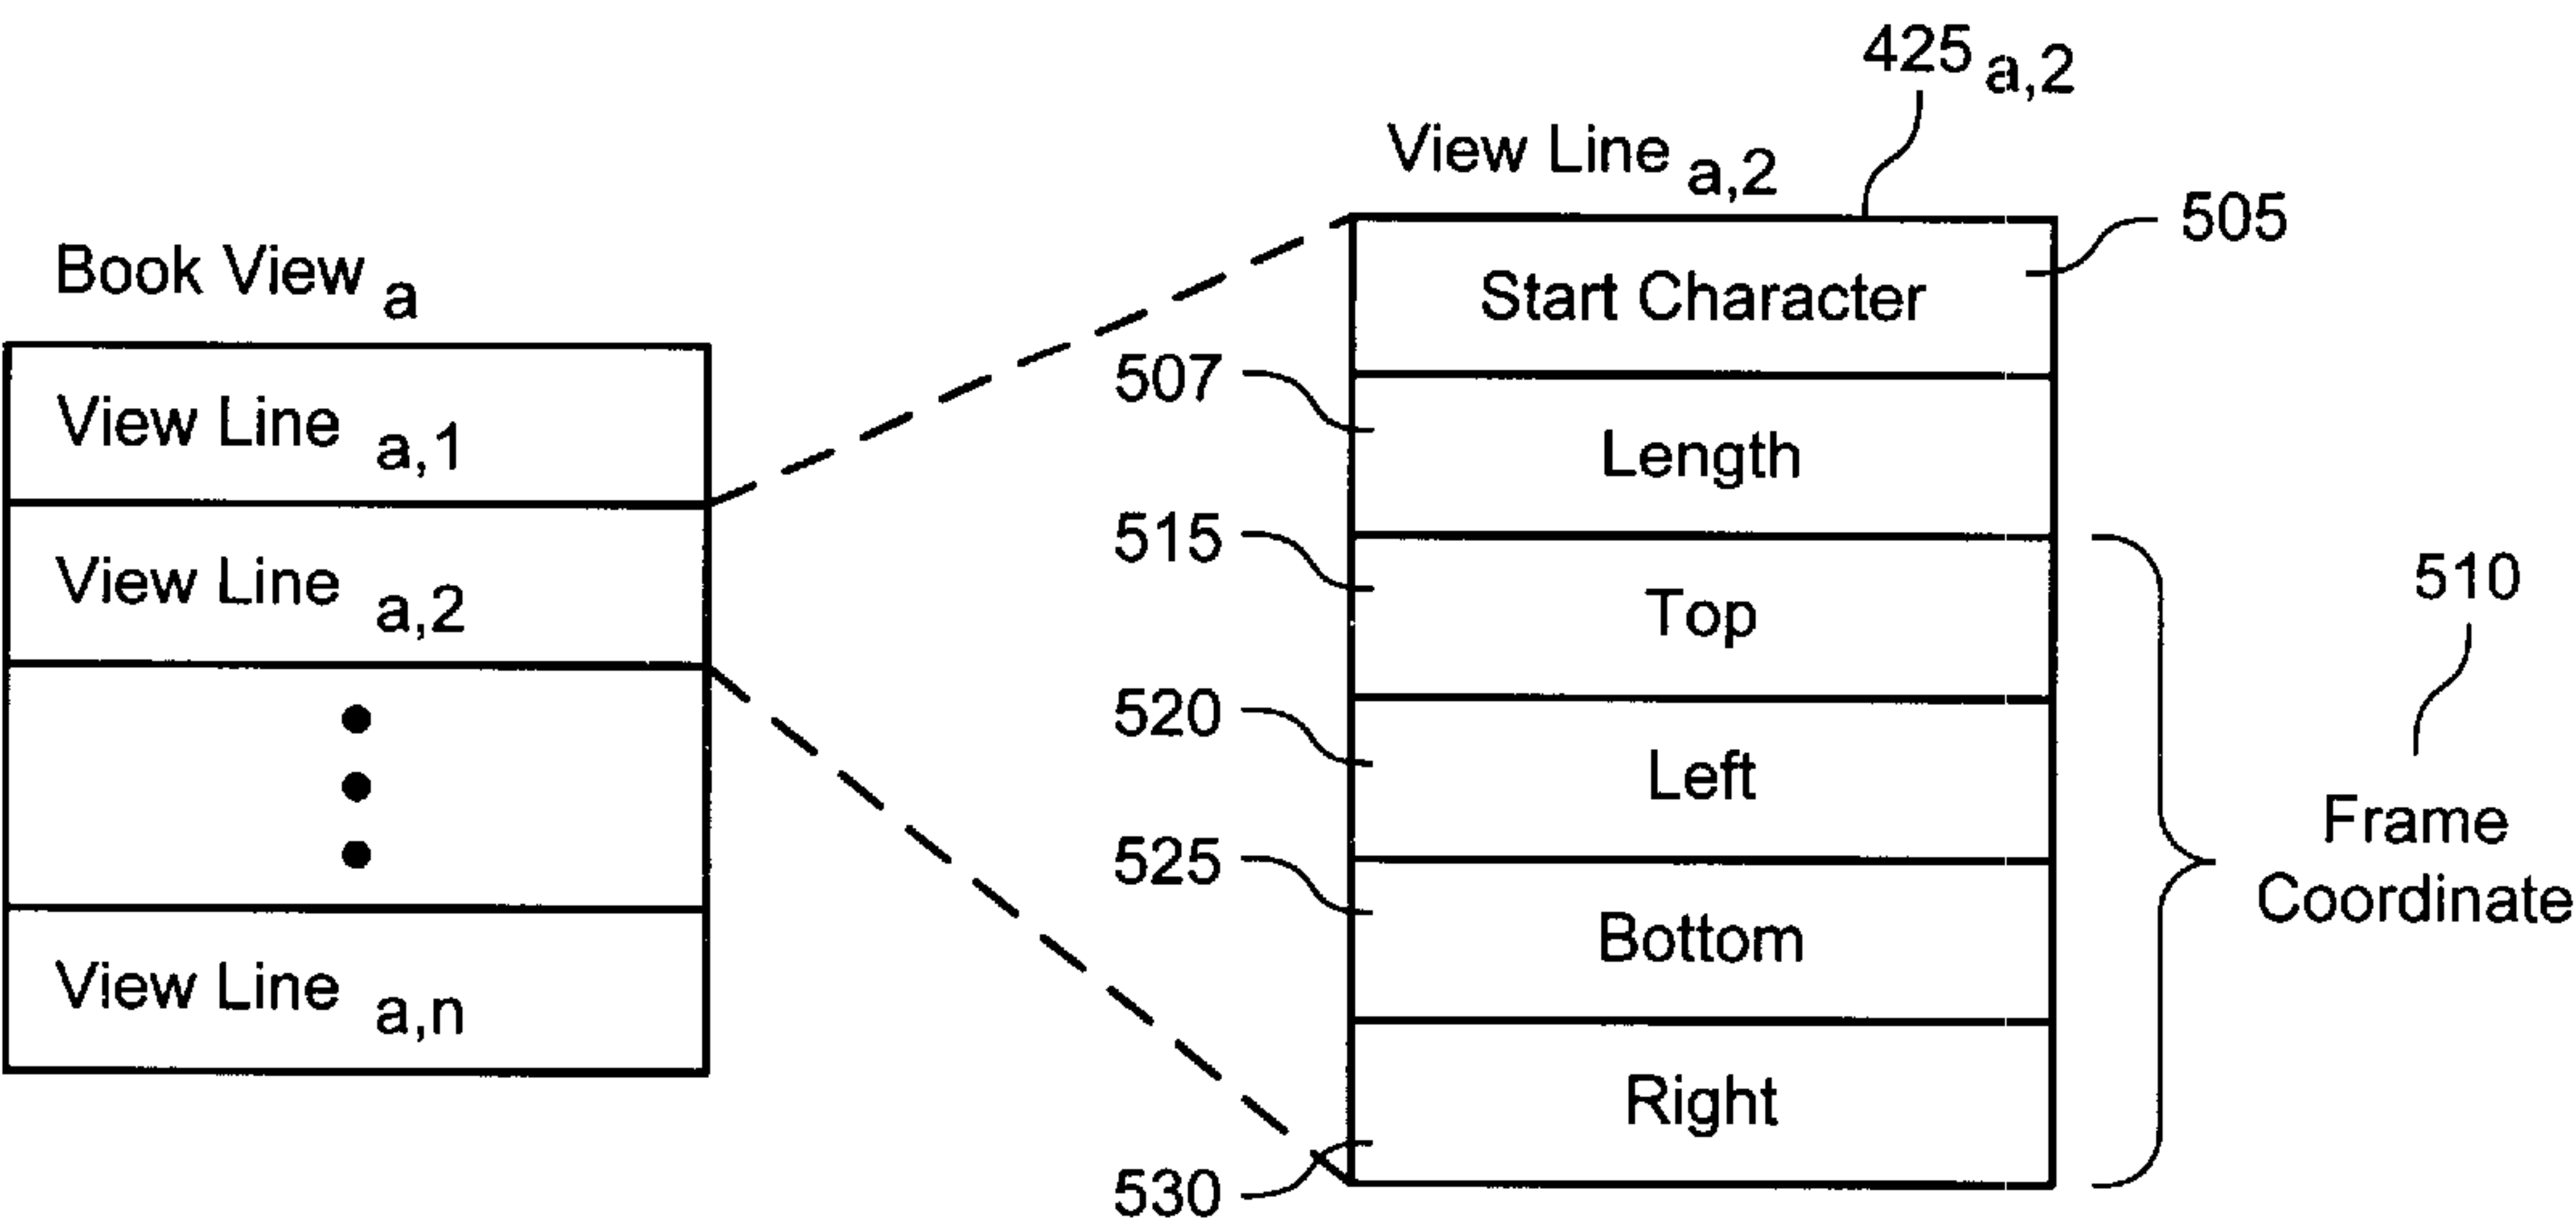 Book View a
View Line a,1
View Line a,2
View Line a,n
425 a,2
View Line a,2
505
Start Character
507
Length
515
Top
520
Left
525
Bottom
530
Right
510
Frame
Coordinate